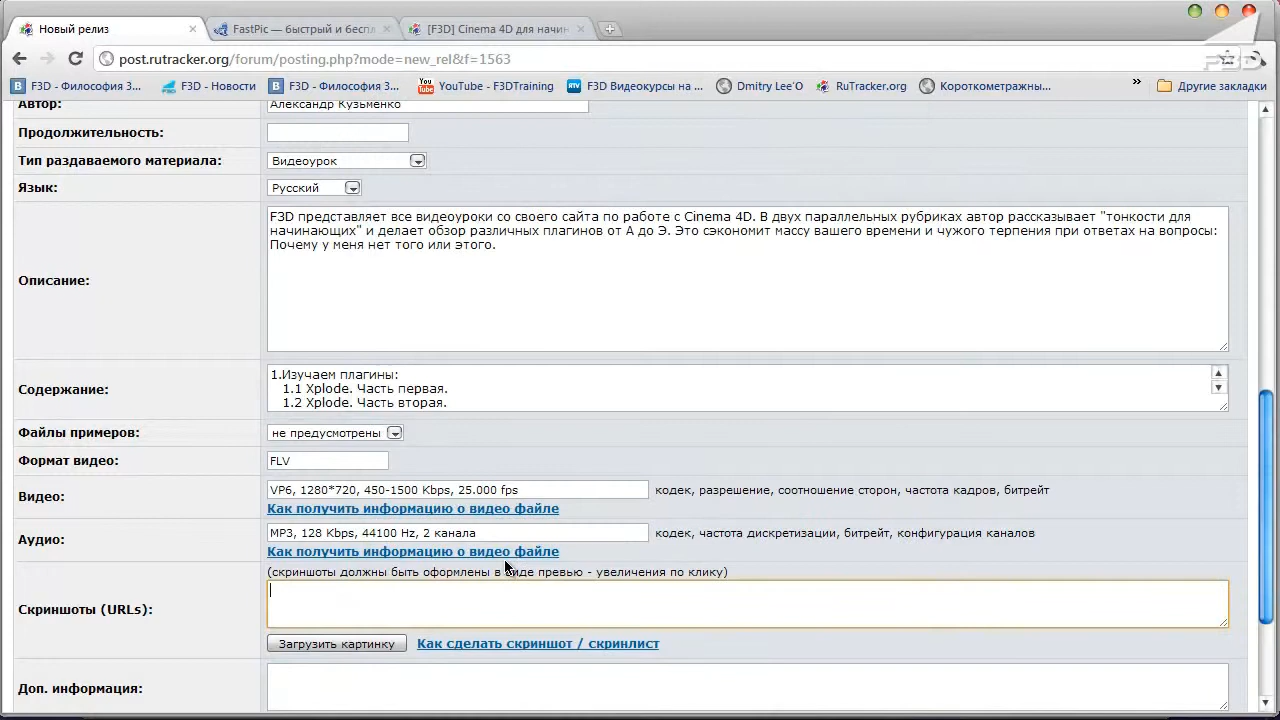 Новый релиз
FastPic — быстрый и беспл
[F3D] Cinema 4D для начин
F3D
post.rutracker.org/forum/posting.php?mode=new_rel&f=1563
F3D - Философия 3...
F3D - Новости
F3D - Философия 3...
YouTube - F3DTraining
F3D Видеокурсы на ...
Dmitry Lee`O
RuTracker.org
Короткометражны...
»
Другие закладки
Автор:
Александр Кузьменко
Продолжительность:
Тип раздаваемого материала:
Видеоурок
Язык:
Русский
Описание:
F3D представляет все видеоуроки со своего сайта по работе с Cinema 4D. В двух параллельных рубриках автор рассказывает "тонкости для
начинающих" и делает обзор различных плагинов от А до Э. Это сэкономит массу вашего времени и чужого терпения при ответах на вопросы:
Почему у меня нет того или этого.
Содержание:
1.Изучаем плагины:
1.1 Xplode. Часть первая.
1.2 Xplode. Часть вторая.
Файлы примеров:
не предусмотрены
Формат видео:
FLV
Видео:
VP6, 1280*720, 450-1500 Kbps, 25.000 fps
кодек, разрешение, соотношение сторон, частота кадров, битрейт
Как получить информацию о видео файле
Аудио:
MP3, 128 Kbps, 44100 Hz, 2 канала
кодек, частота дискретизации, битрейт, конфигурация каналов
Как получить информацию о видео файле
(скриншоты должны быть оформлены в виде превью - увеличения по клику)
Скриншоты (URLs):
Загрузить картинку
Как сделать скриншот / скринлист
Доп. информация: